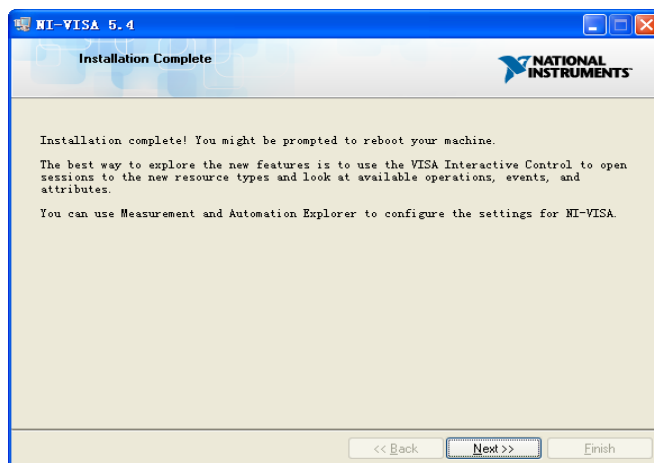 NI-VISA 5.4
Installation Complete
NATIONAL
INSTRUMENTS
Installation complete! You might be prompted to reboot your machine.
The best way to explore the new features is to use the VISA Interactive Control to open
sessions to the new resource types and look at available operations, events, and
attributes.
You can use Measurement and Automation Explorer to configure the settings for NI-VISA.
<< Back
Next >>
Finish